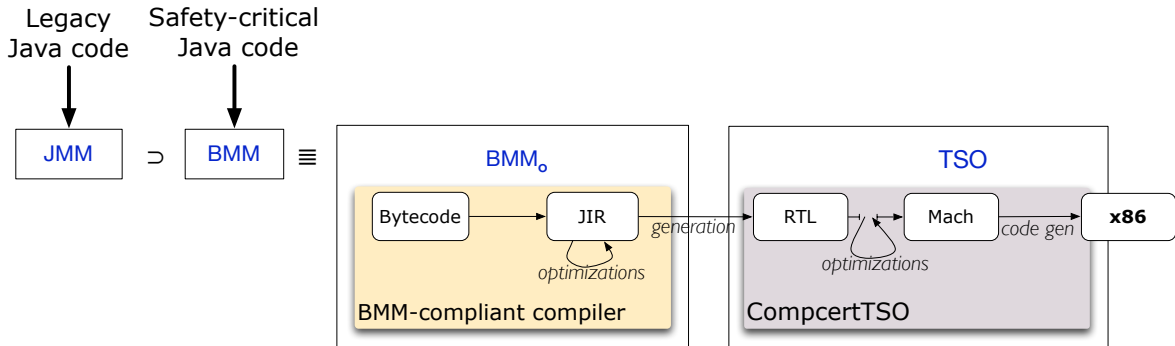 Legacy
Java code
Safety-critical
Java code
JMM
⊃
BMM
≣
BMMo
TSO
Bytecode
JIR
generation
RTL
Mach
code gen
x86
optimizations
optimizations
BMM-compliant compiler
CompcertTSO